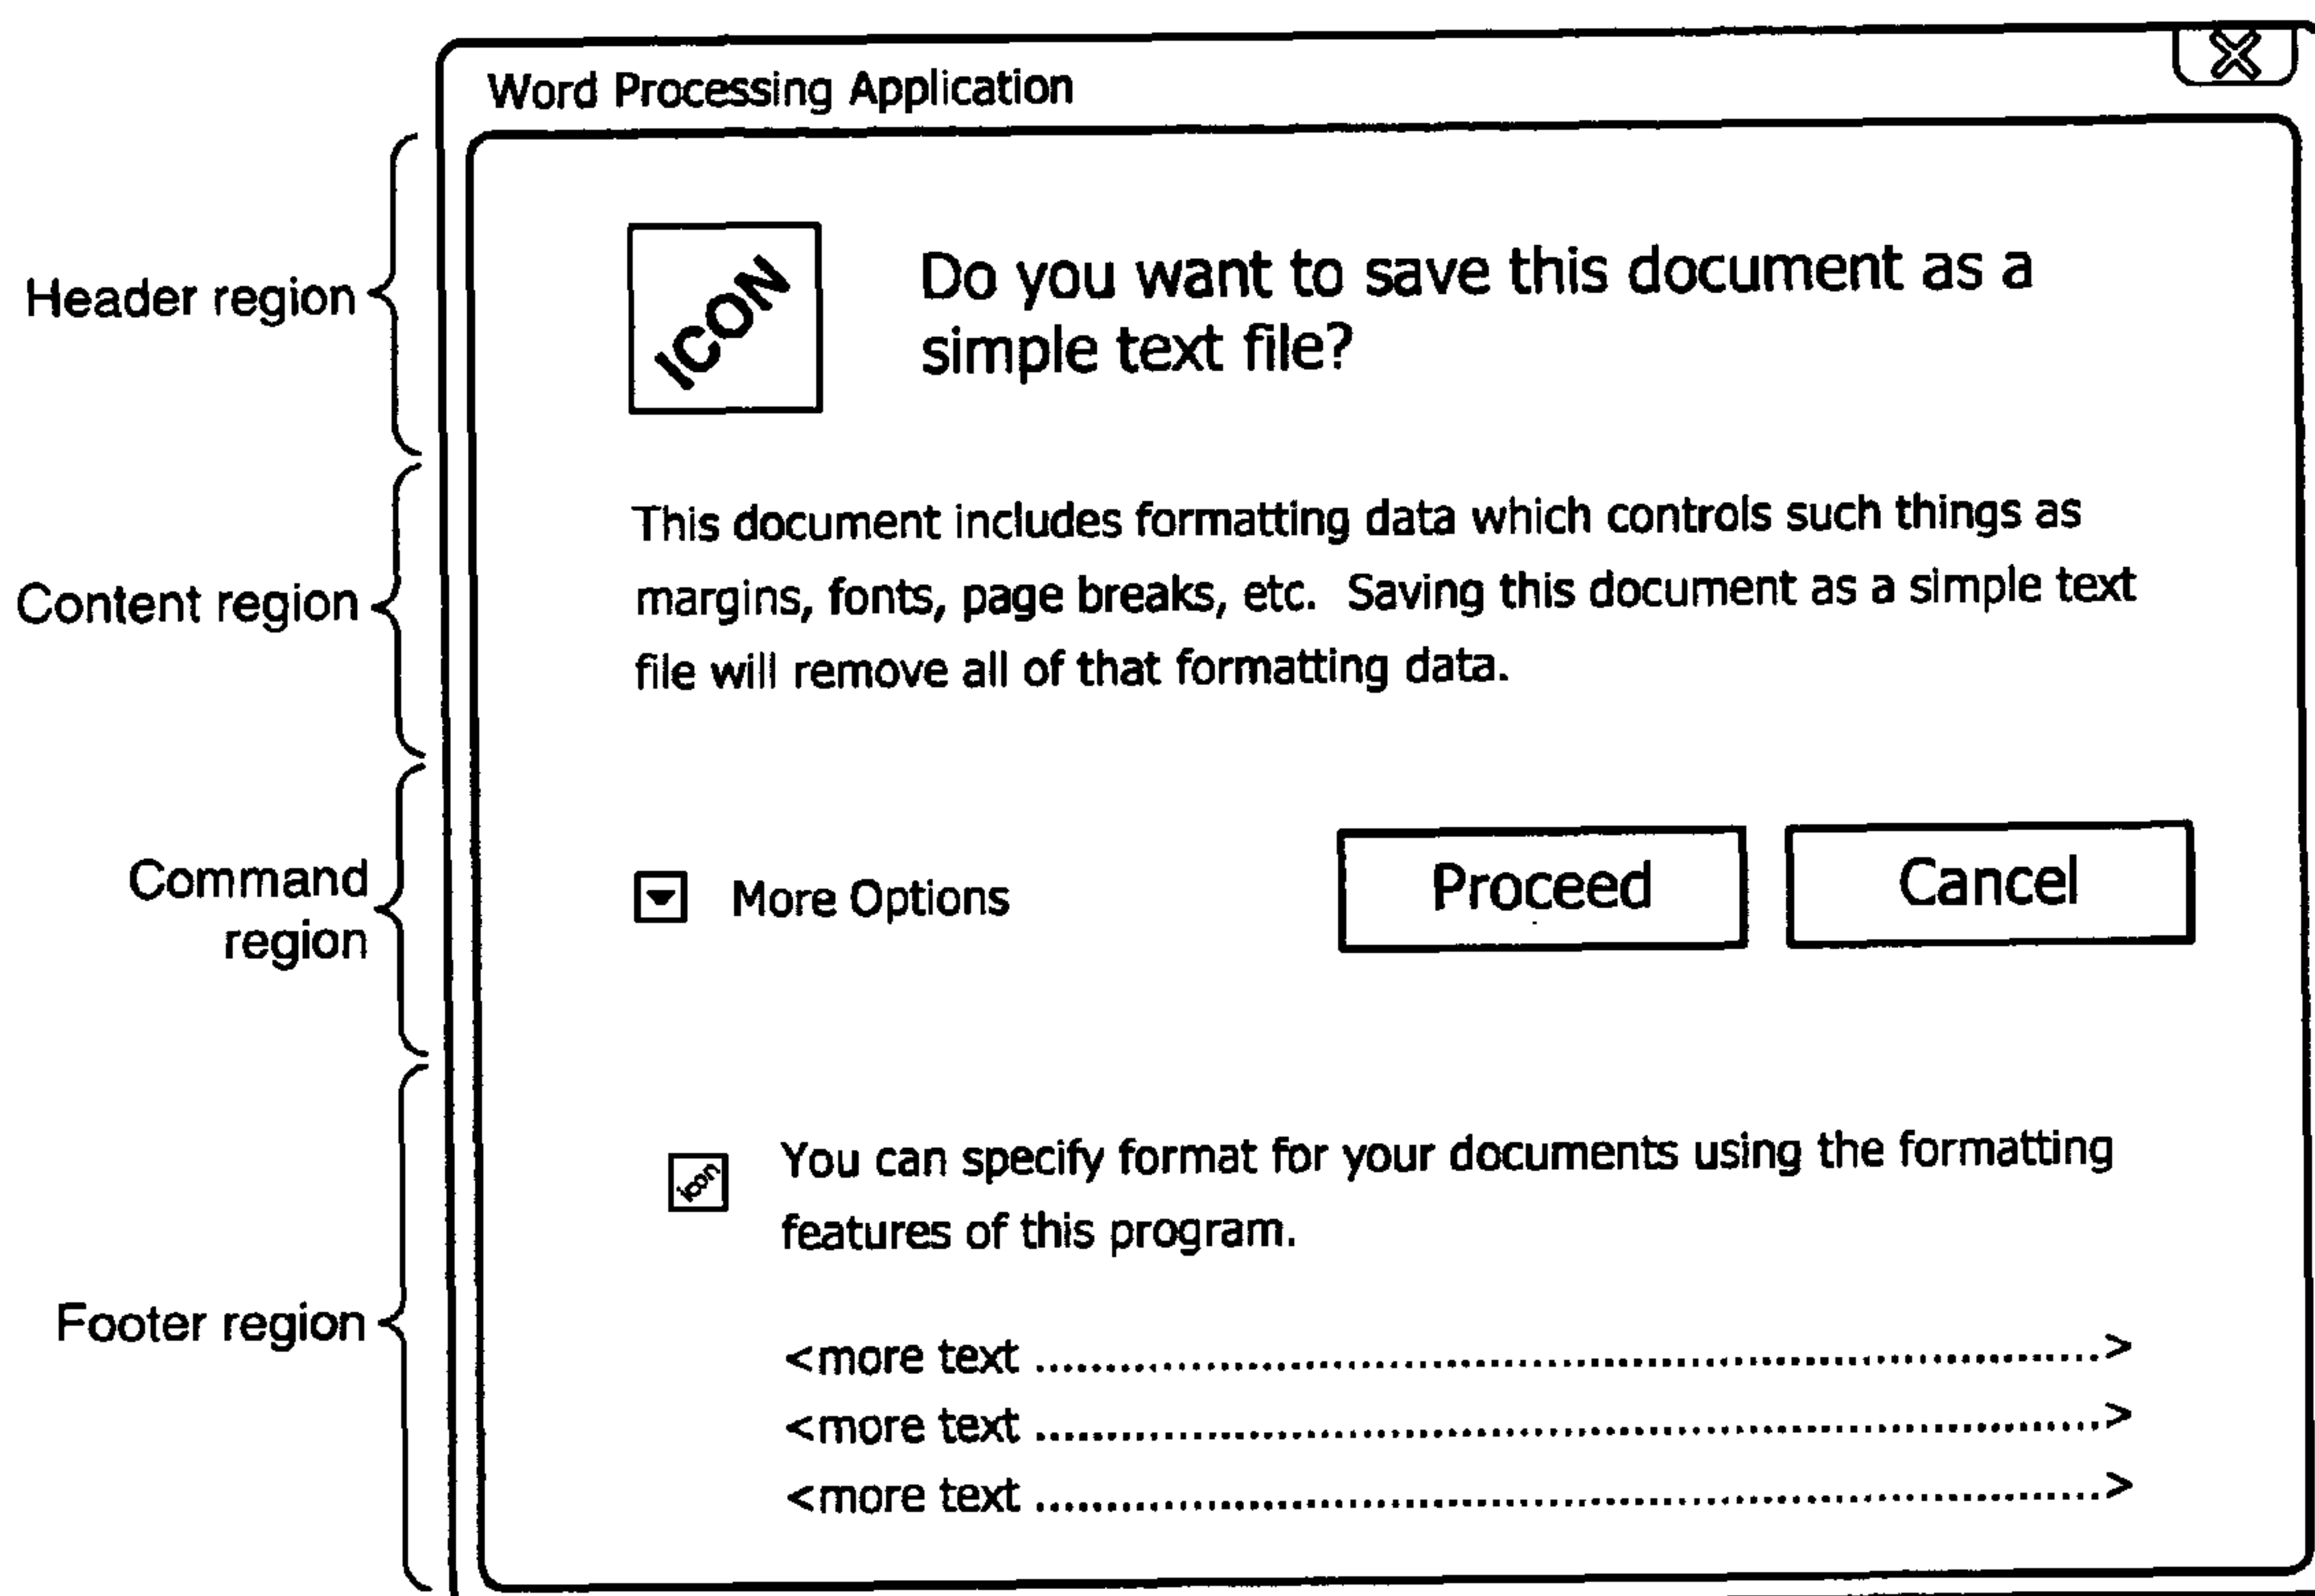 Word Processing Application
Header region
ICON
Do you want to save this document as a
simple text file?
Content region
This document includes formatting data which controls such things as
margins, fonts, page breaks, etc. Saving this document as a simple text
file will remove all of that formatting data.
Command
region
More Options
Proceed
Cancel
Footer region
icon
You can specify format for your documents using the formatting
features of this program.
<more text ............................................................................>
<more text ............................................................................>
<more text ............................................................................>